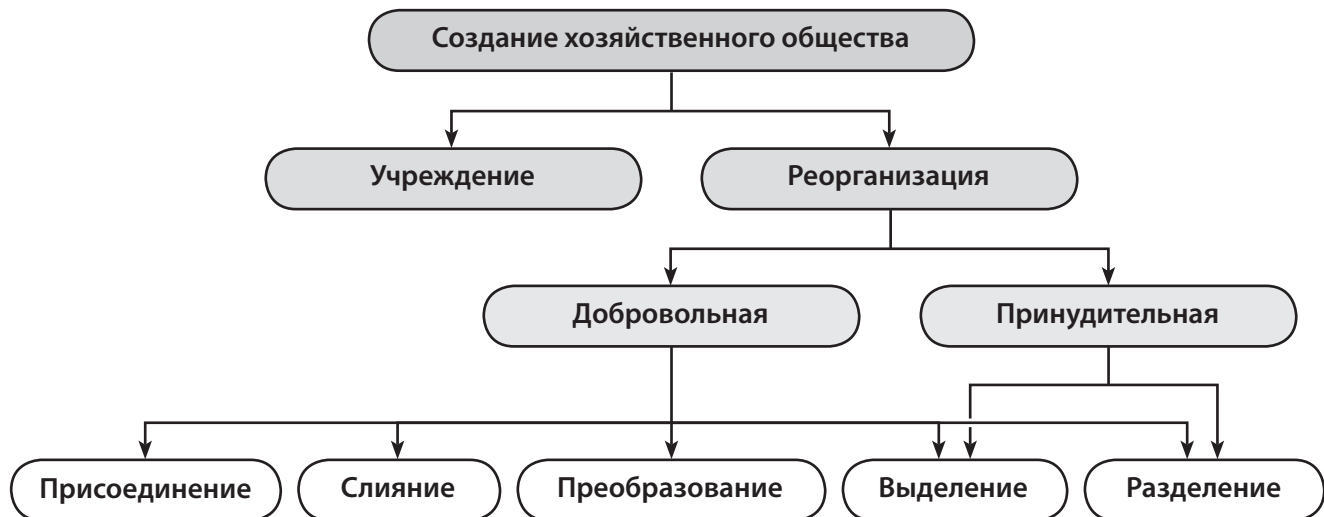 Создание хозяйственного общества
Учреждение
Реорганизация
Добровольная
Принудительная
Присоединение
Слияние
Преобразование
Выделение
Разделение